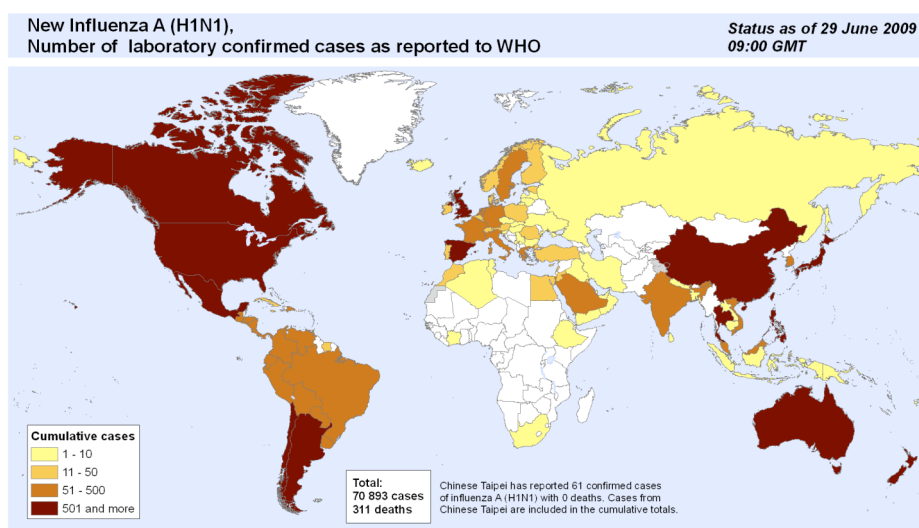 New Influenza A (H1N1),
Number of laboratory confirmed cases as reported to WHO
Status as of 29 June 2009
09:00 GMT
Cumulative cases
1 - 10
11 - 50
51 - 500
501 and more
Total:
70 893 cases
311 deaths
Chinese Taipei has reported 61 confirmed cases
of influenza A (H1N1) with 0 deaths. Cases from
Chinese Taipei are included in the cumulative totals.